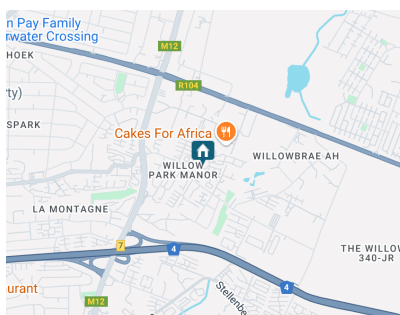 n Pay Family
rwater Crossing
HOEK
M12
R104
rty)
SPARK
Cakes For Africa
WILLOW
PARK MANOR
WILLOWBRAE AH
LA MONTAGNE
7
4
THE WILLOW
340-JR
4
urant
M12
Stellenbe